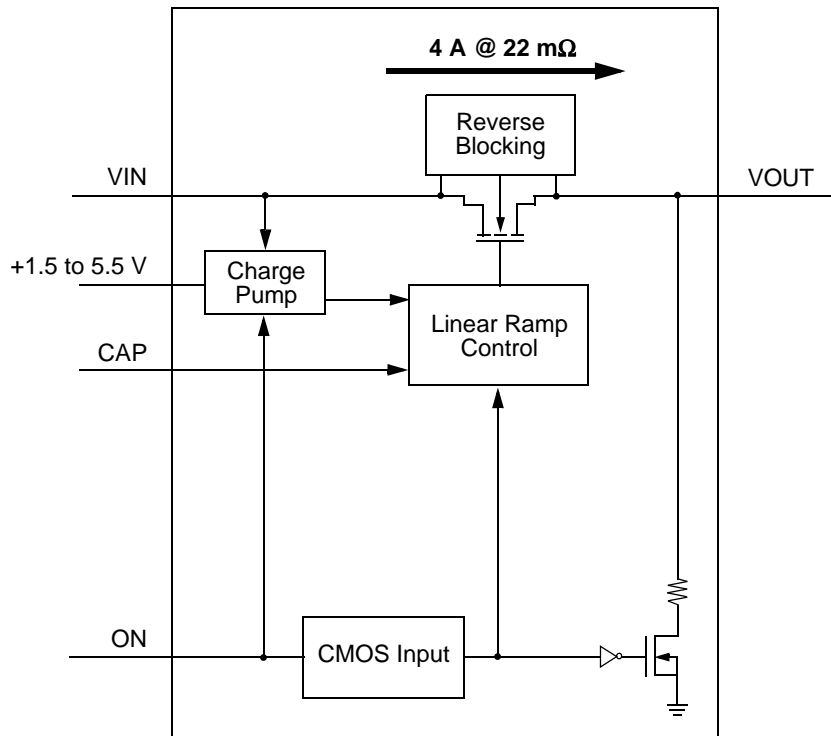 4 A @ 22 mΩ
Reverse
Blocking
VIN
VOUT
+1.5 to 5.5 V
Charge
Pump
Linear Ramp
Control
CAP
ON
CMOS Input